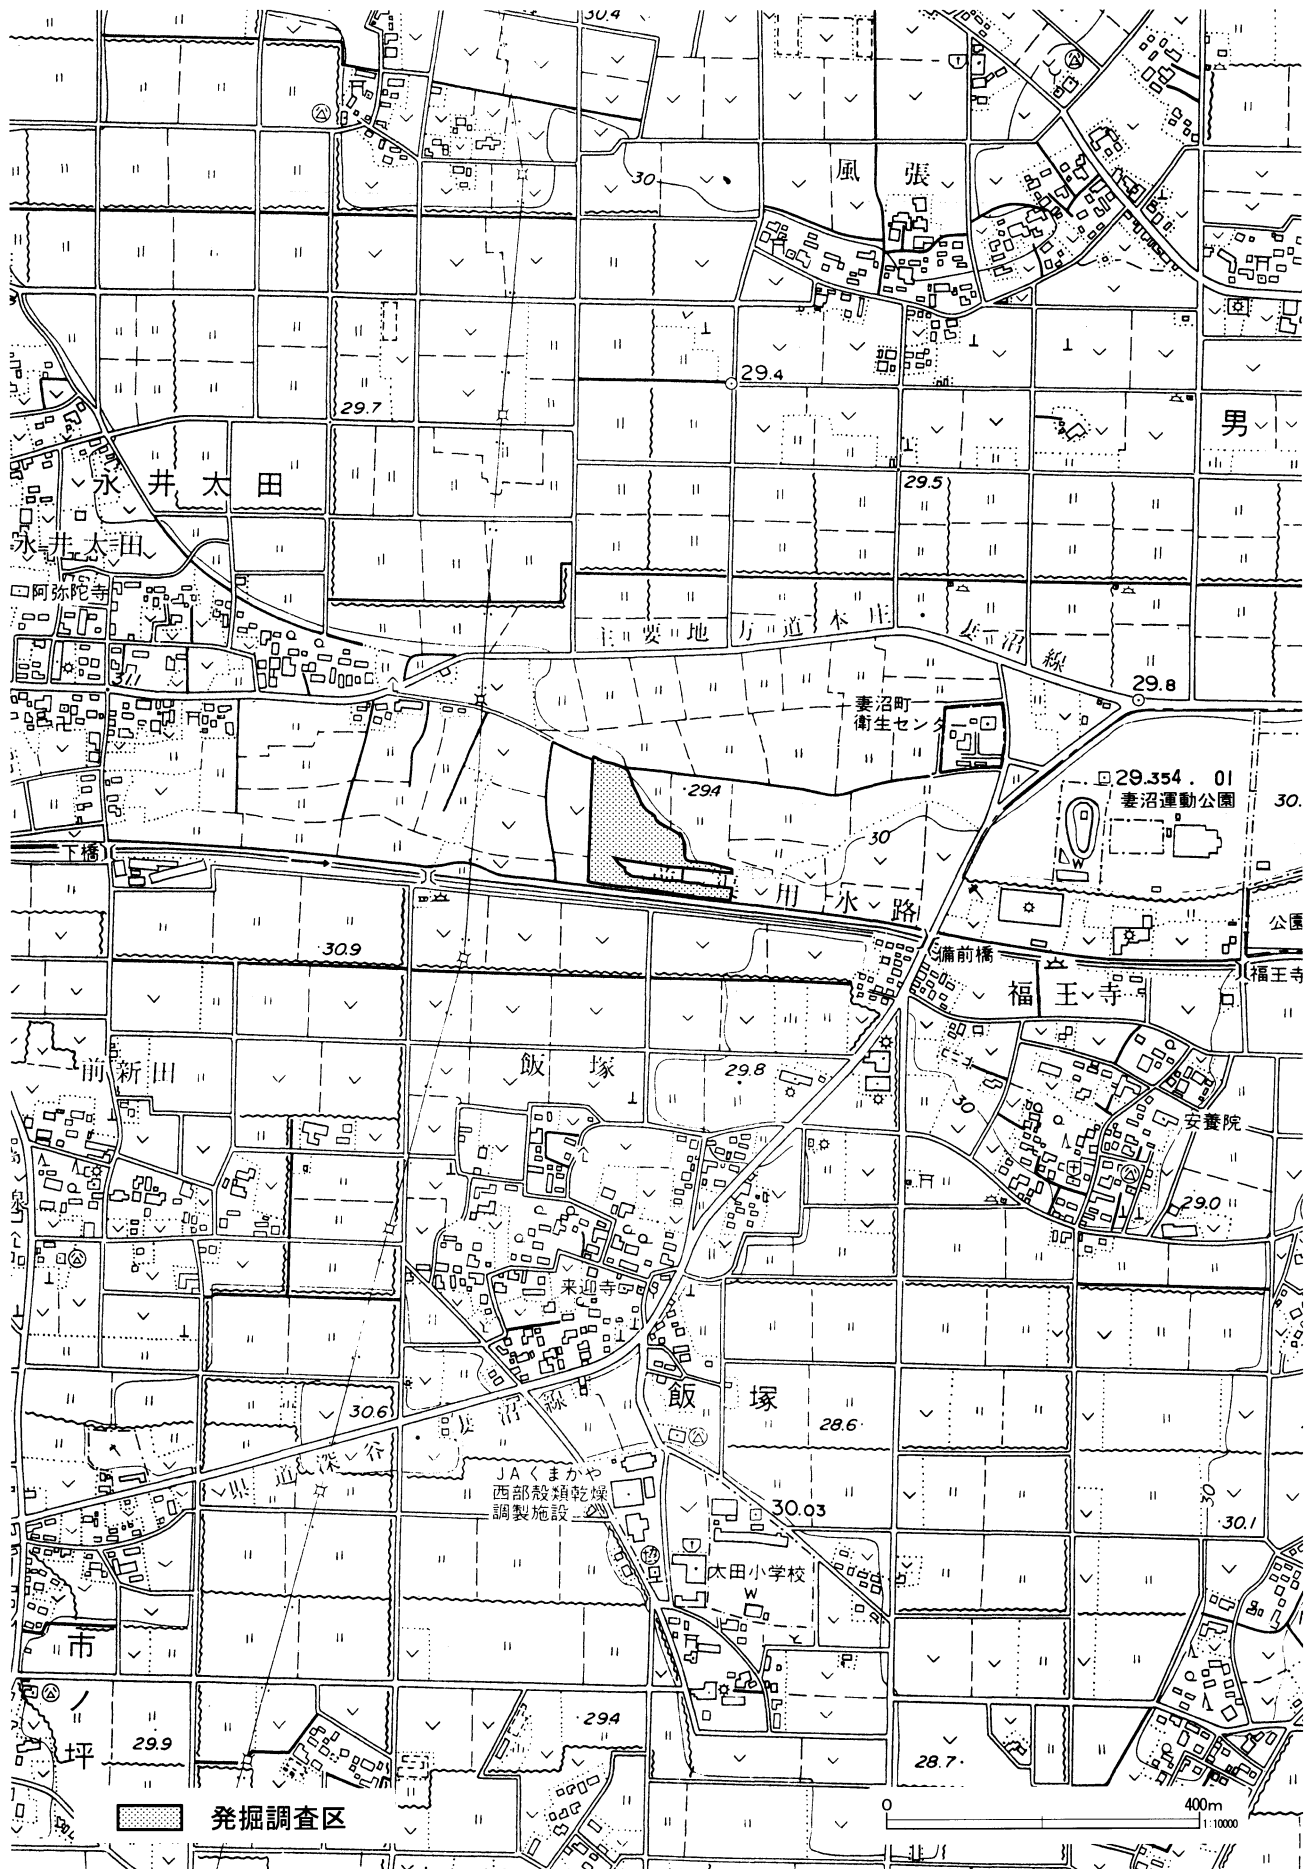 30.4
風張
30
29.4
29.7
男
29.5
永井太田
永井太田
阿弥陀寺
主要地方道本庄妻沼線
31.1
29.8
妻沼町
衛生センター
29.354.01
妻沼運動公園
30.
29.4
30
下橋
用水路
公園
30.9
備前橋
福王寺
福王寺
前新田
飯塚
29.8
30
安養院
29.0
来迎寺
飯塚
30.6
28.6
県道深谷妻沼線
JAくまがや
西部穀類乾燥
調製施設
30.03
30
30.1
協
太田小学校
W
W
市ノ坪
29.9
29.4
28.7
発掘調査区
0 400m
1:10000